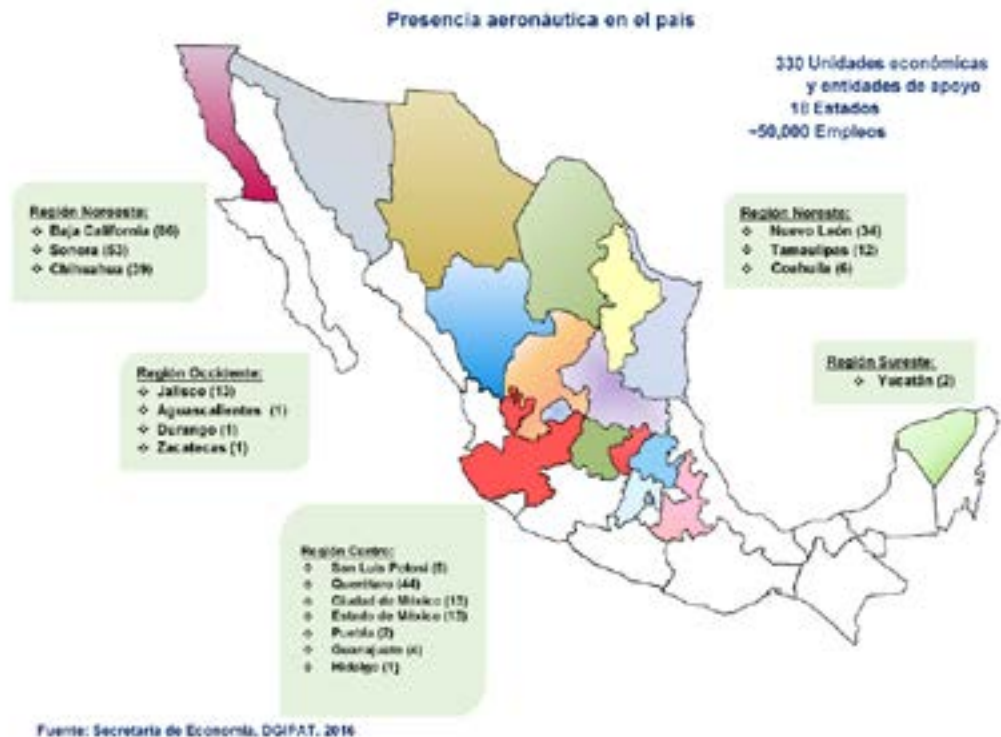 Presencia aeronáutica en el país
330 Unidades económicas
y entidades de apoyo
18 Estados
~50,000 Empleos
Región Noroeste:
❖ Baja California (86)
❖ Sonora (53)
❖ Chihuahua (39)
Región Noreste:
❖ Nuevo León (34)
❖ Tamaulipas (12)
❖ Coahuila (6)
Región Occidente:
❖ Jalisco (13)
❖ Aguascalientes (1)
❖ Durango (1)
❖ Zacatecas (1)
Región Sureste:
❖ Yucatán (2)
Región Centro:
❖ San Luis Potosí
❖ Querétaro (44)
❖ Ciudad de México (13)
❖ Estado de México (13)
❖ Puebla
❖ Guanajuato (4)
❖ Hidalgo (1)
Fuente: Secretaría de Economía, DGIPAT, 2016